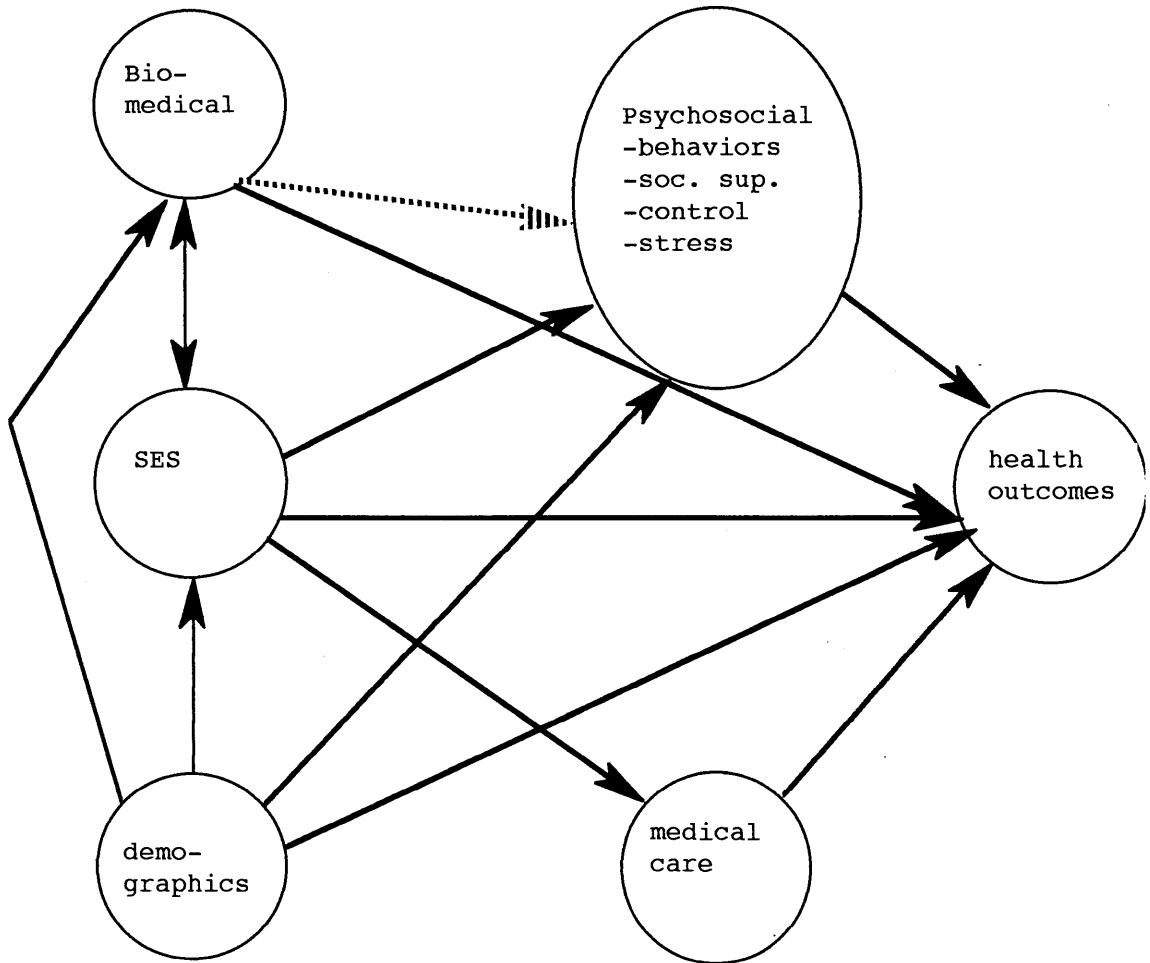 Bio-
medical
Psychosocial
-behaviors
-soc. sup.
-control
-stress
SES
health
outcomes
demo-
graphics
medical
care